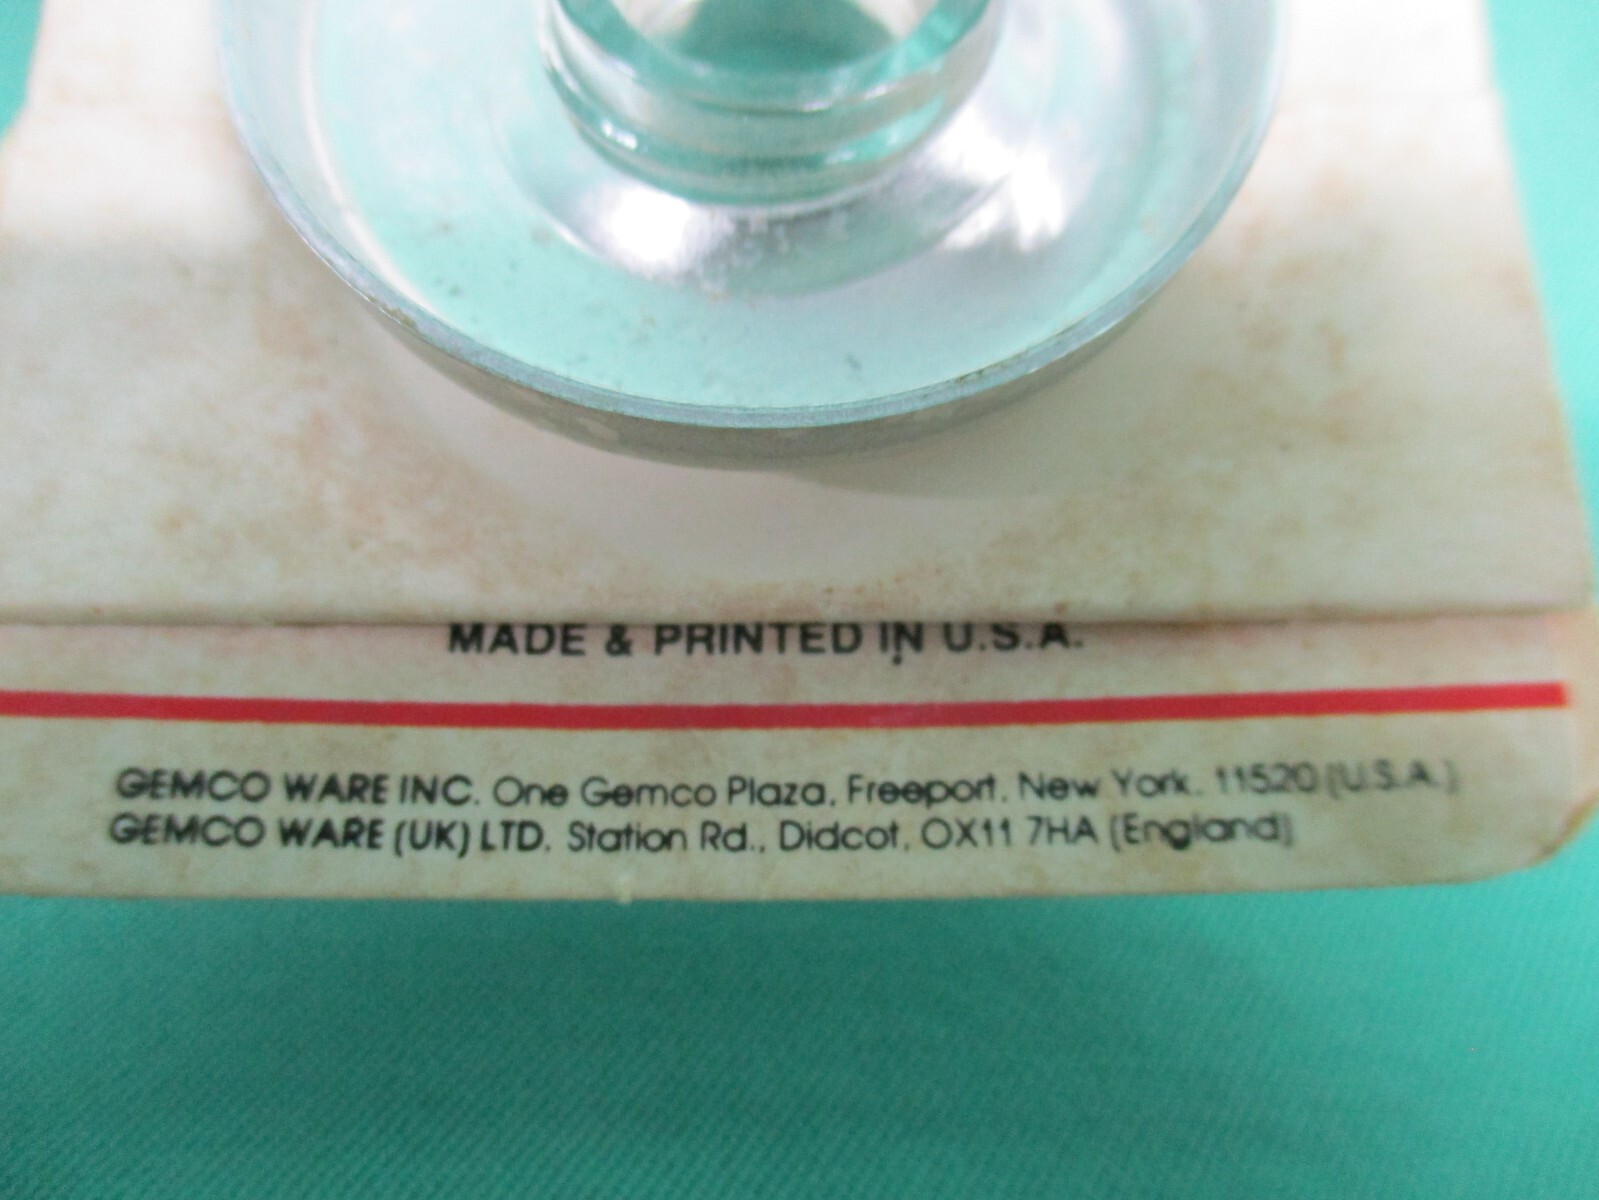 MADE & PRINTED IN U.S.A.
GEMCO WARE INC. One Gemco Plaza, Freeport, New York. 11520 (U.S.A.)
GEMCO WARE (UK) LTD. Station Rd., Didcot, OX11 7HA (England)